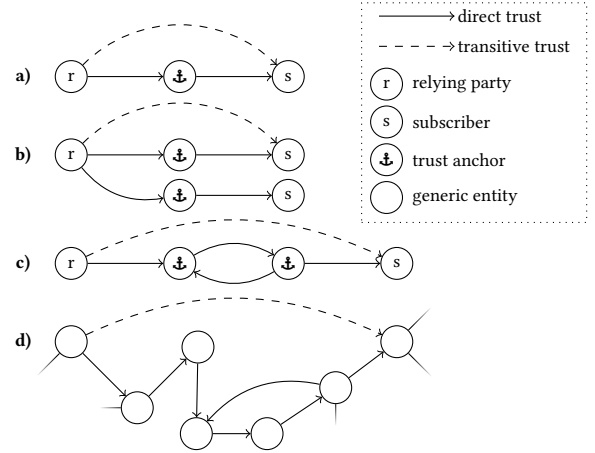 direct trust
transitive trust
r relying party
s subscriber
trust anchor
generic entity
a) r s
b) r s
s
c) r s
d)